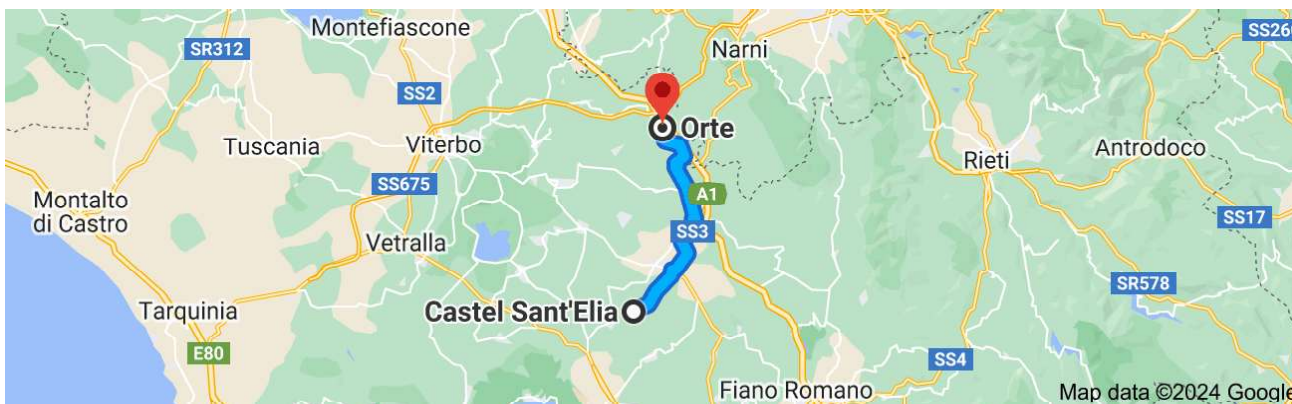 SR312
Montefiascone
Narni
SS26
SS2
Orte
Tuscania
Viterbo
Rieti
Antrodoco
SS675
A1
Montalto
di Castro
SS17
SS3
Vetralla
SR578
Castel Sant'Elia
Tarquinia
E80
SS4
Fiano Romano
Map data ©2024 Google